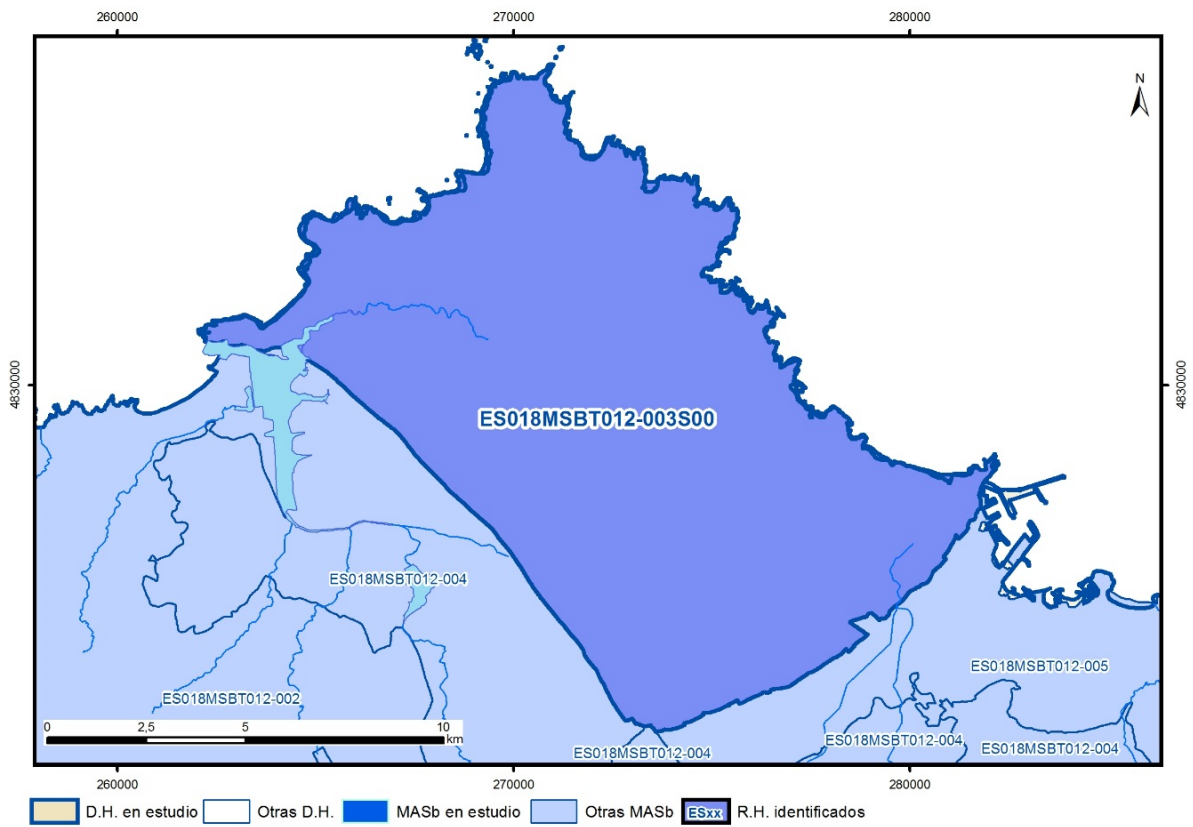 260000 270000 280000
N
4830000 4830000
ES018MSBT012-003S00
ES018MSBT012-004
ES018MSBT012-005
ES018MSBT012-002
0 2,5 5 10
km
ES018MSBT012-004
ES018MSBT012-004
ES018MSBT012-004
260000 270000 280000
D.H. en estudio Otras D.H. MASb en estudio Otras MASb ESxx R.H. identificados